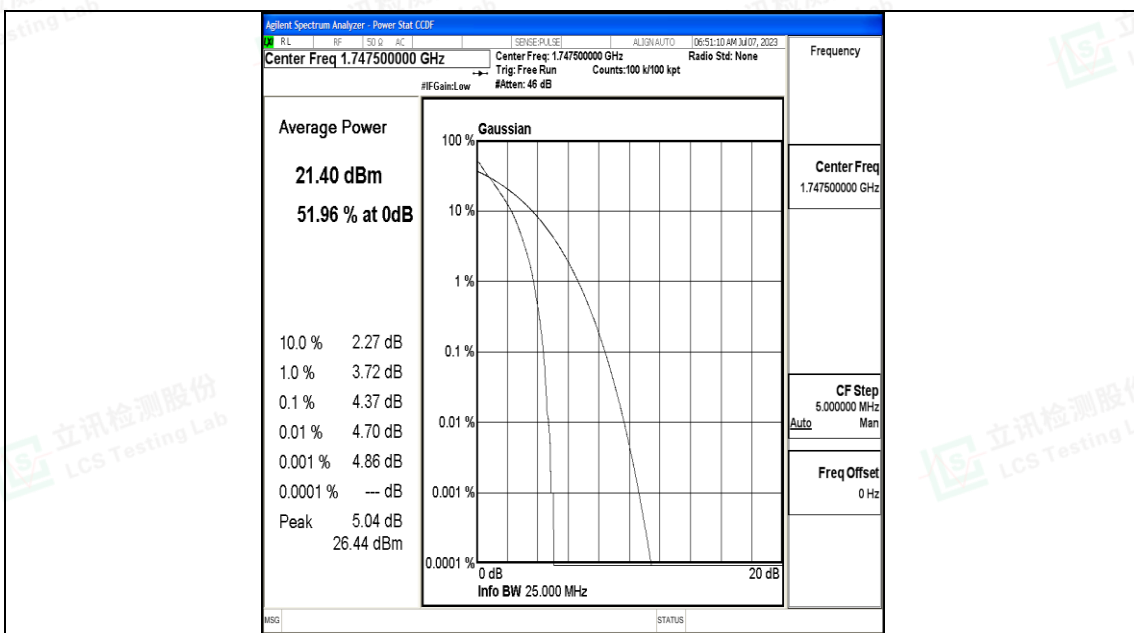 Agilent Spectrum Analyzer - Power Stat CCDF
RL RF 50 Ω AC SENSE:PULSE ALIGN AUTO 06:51:10 AM Jul 07, 2023
Center Freq 1.747500000 GHz
Center Freq: 1.747500000 GHz Radio Std: None
Trig: Free Run Counts:100 k/100 kpt
#IFGain:Low #Atten: 46 dB
Frequency
Average Power
21.40 dBm
51.96 % at 0dB
10.0 % 2.27 dB
1.0 % 3.72 dB
0.1 % 4.37 dB
0.01 % 4.70 dB
0.001 % 4.86 dB
0.0001 % --- dB
Peak 5.04 dB
26.44 dBm
Gaussian
100 %
10 %
1 %
0.1 %
0.01 %
0.001 %
0.0001 %
0 dB 20 dB
Info BW 25.000 MHz
Center Freq
1.747500000 GHz
CF Step
5.000000 MHz
Auto Man
Freq Offset
0 Hz
MSG STATUS
立讯检测股份
LCS Testing Lab
立讯检测股份
LCS Testing L